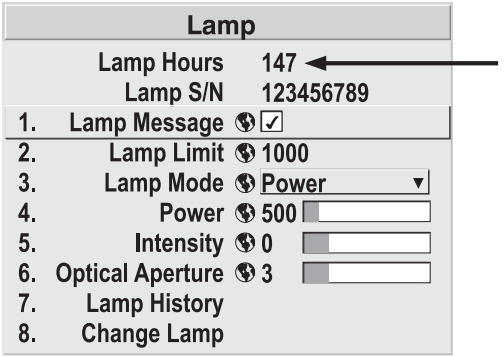 Lamp
Lamp Hours 147
Lamp S/N 123456789
1. Lamp Message
2. Lamp Limit 1000
3. Lamp Mode Power
4. Power 500
5. Intensity 0
6. Optical Aperture 3
7. Lamp History
8. Change Lamp